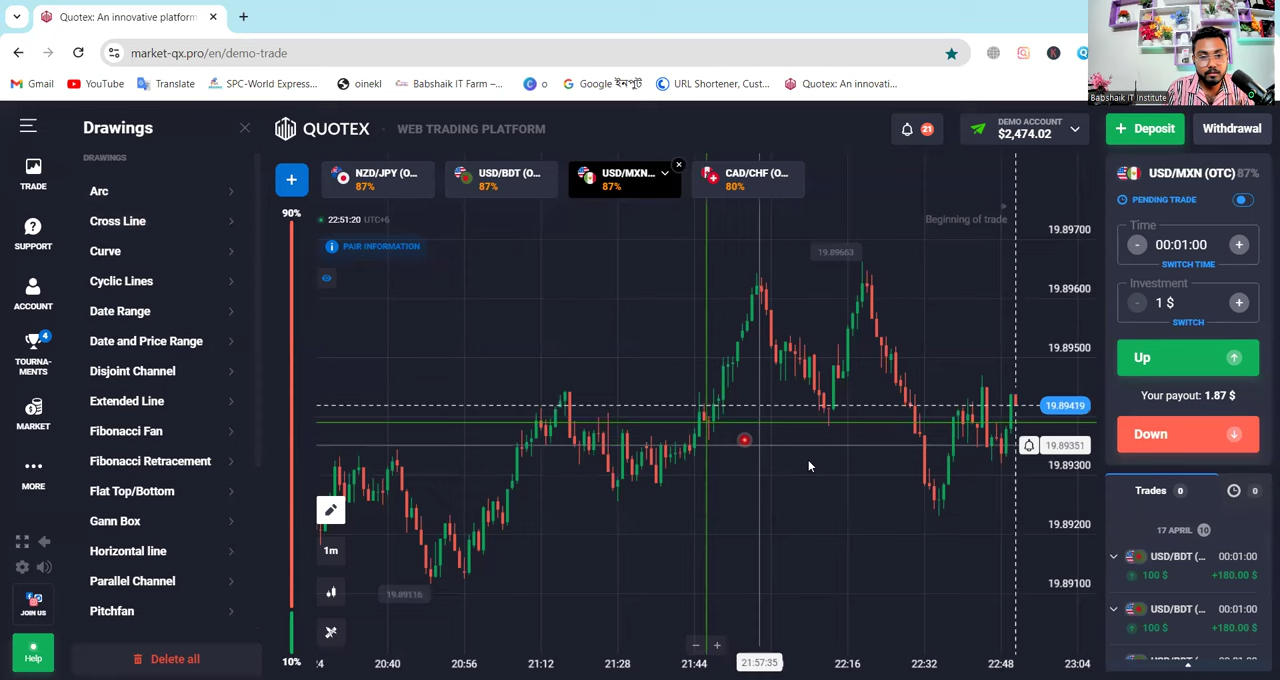 Quotex: An innovative platform
market-qx.pro/en/demo-trade
Gmail
YouTube
Translate
SPC-World Express...
oinekl
Babshaik IT Farm –...
o
Google ইনপুট
URL Shortener, Cust...
Quotex: An innovati...
Babshaik IT Institute
Drawings
QUOTEX
WEB TRADING PLATFORM
21
DEMO ACCOUNT
$2,474.02
Deposit
Withdrawal
DRAWINGS
TRADE
SUPPORT
ACCOUNT
4
TOURNA-
MENTS
MARKET
MORE
JOIN US
Help
Arc
Cross Line
Curve
Cyclic Lines
Date Range
Date and Price Range
Disjoint Channel
Extended Line
Fibonacci Fan
Fibonacci Retracement
Flat Top/Bottom
Gann Box
Horizontal line
Parallel Channel
Pitchfan
Delete all
NZD/JPY (O...
87%
USD/BDT (O...
87%
USD/MXN...
87%
CAD/CHF (O...
80%
90%
22:51:20 UTC+6
PAIR INFORMATION
Beginning of trade
19.89663
19.89116
1m
10%
19.89700
19.89600
19.89500
19.89419
19.89351
19.89300
19.89200
19.89100
:4
20:40
20:56
21:12
21:28
21:44
21:57:35
22:16
22:32
22:48
23:04
USD/MXN (OTC) 87%
PENDING TRADE
Time
- 00:01:00 +
SWITCH TIME
Investment
- 1 $ +
SWITCH
Up
Your payout: 1.87 $
Down
Trades 0
0
17 APRIL 10
USD/BDT (... 00:01:00
100 $ +180.00 $
USD/BDT (... 00:01:00
100 $ +180.00 $